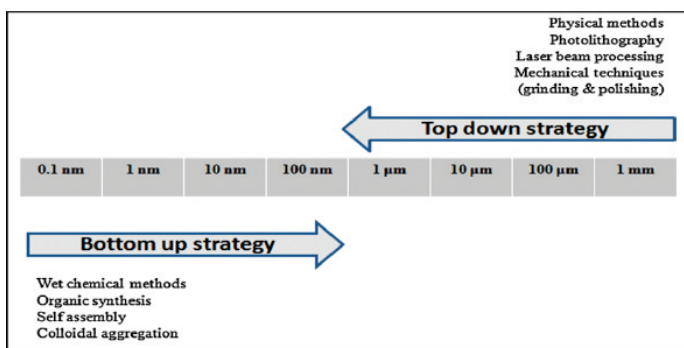 Physical methods
Photolithography
Laser beam processing
Mechanical techniques
(grinding & polishing)
Top down strategy
0.1 nm 1 nm 10 nm 100 nm 1 µm 10 µm 100 µm 1 mm
Bottom up strategy
Wet chemical methods
Organic synthesis
Self assembly
Colloidal aggregation